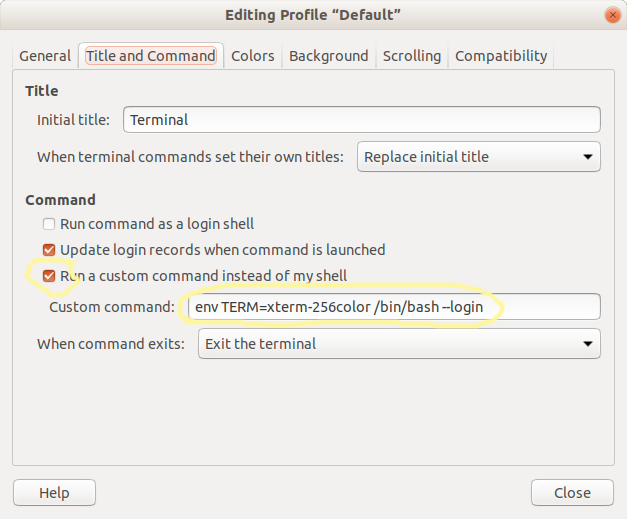 Editing Profile “Default”
General Title and Command Colors Background Scrolling Compatibility
Title
Initial title: Terminal
When terminal commands set their own titles: Replace initial title
Command
Run command as a login shell
Update login records when command is launched
Run a custom command instead of my shell
Custom command: env TERM=xterm-256color /bin/bash --login
When command exits: Exit the terminal
Help Close